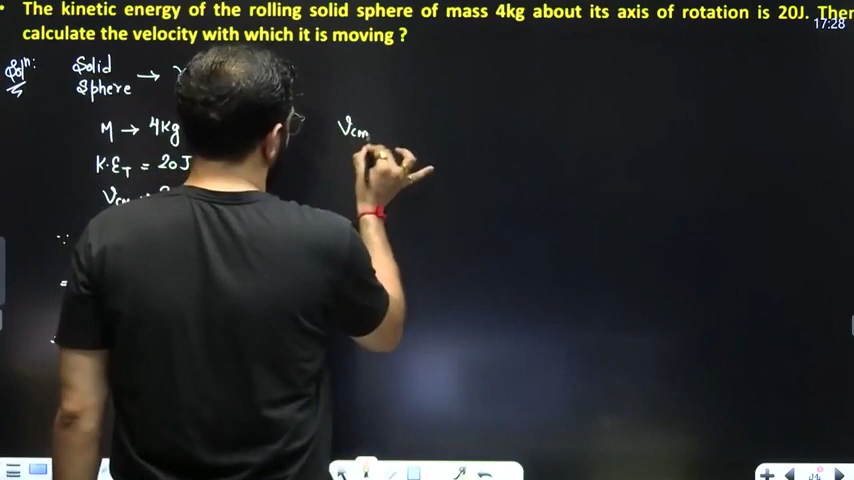 • The kinetic energy of the rolling solid sphere of mass 4kg about its axis of rotation is 20J. Then
17:28
calculate the velocity with which it is moving ?
Solⁿ:
Solid
Sphere →
M → 4Kg
K.E_T = 20J
V_cm
V_cm
∵
=